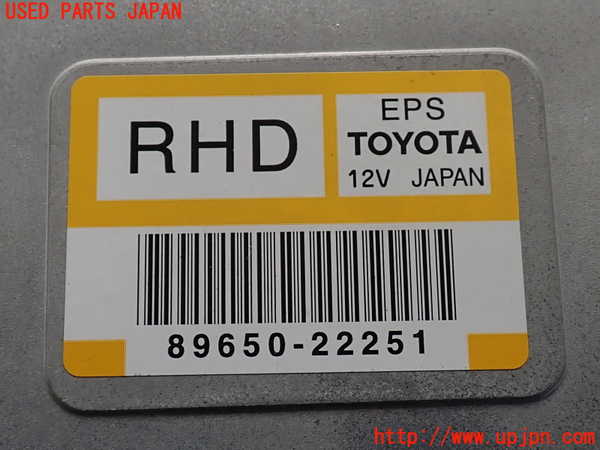 USED PARTS JAPAN
RHD
EPS
TOYOTA
12V JAPAN
89650-22251
http://www.upjpn.com/